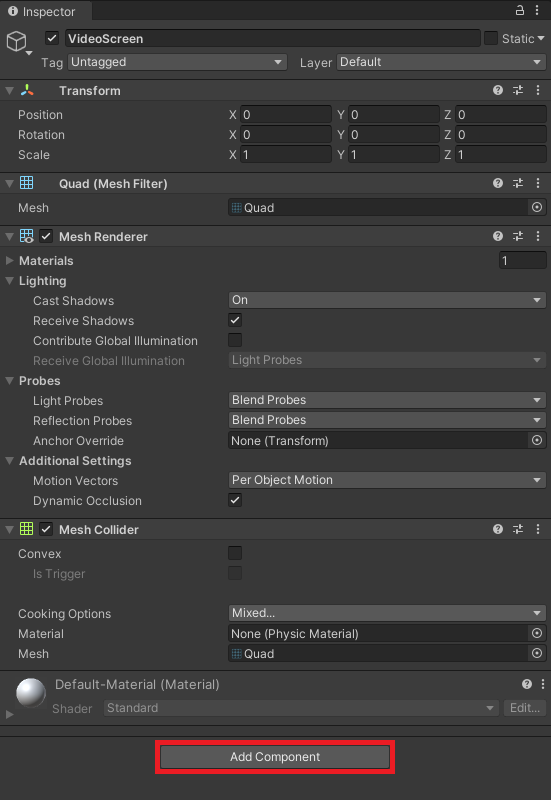 Inspector
VideoScreen Static
Tag Untagged Layer Default
Transform
Position X 0 Y 0 Z 0
Rotation X 0 Y 0 Z 0
Scale X 1 Y 1 Z 1
Quad (Mesh Filter)
Mesh Quad
Mesh Renderer
Materials 1
Lighting
Cast Shadows On
Receive Shadows
Contribute Global Illumination
Receive Global Illumination Light Probes
Probes
Light Probes Blend Probes
Reflection Probes Blend Probes
Anchor Override None (Transform)
Additional Settings
Motion Vectors Per Object Motion
Dynamic Occlusion
Mesh Collider
Convex
Is Trigger
Cooking Options Mixed...
Material None (Physic Material)
Mesh Quad
Default-Material (Material)
Shader Standard Edit...
Add Component